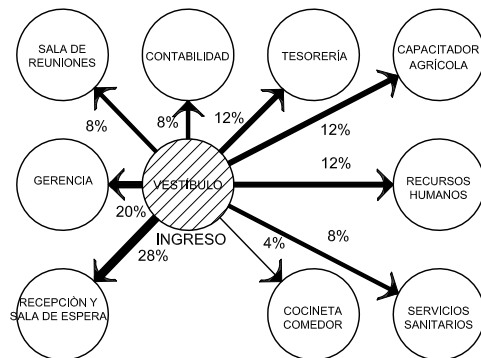 SALA DE
REUNIONES
CONTABILIDAD
TESORERÍA
CAPACITADOR
AGRÍCOLA
8%
8%
12%
12%
GERENCIA
VESTÍBULO
12%
RECURSOS
HUMANOS
20%
INGRESO
28%
4%
8%
RECEPCIÒN Y
SALA DE ESPERA
COCINETA
COMEDOR
SERVICIOS
SANITARIOS